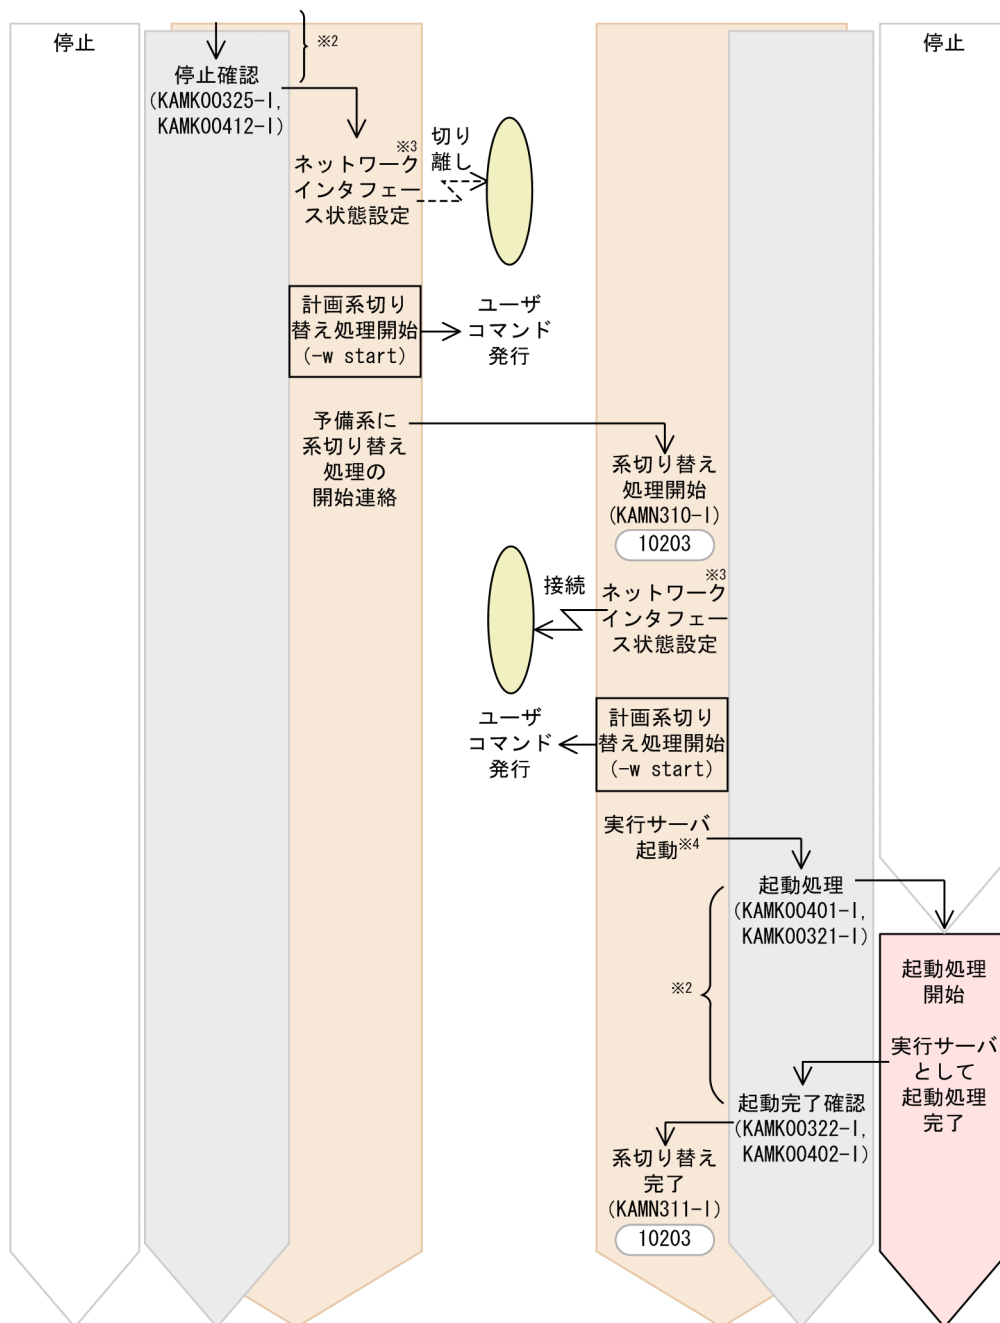 停止
※2
停止確認
(KAMK00325-I,
KAMK00412-I)
※3
ネットワーク
インタフェー
ス状態設定
切り
離し
計画系切り
替え処理開始
(-w start)
ユーザ
コマンド
発行
予備系に
系切り替え
処理の
開始連絡
停止
系切り替え
処理開始
(KAMN310-I)
10203
接続
※3
ネットワーク
インタフェー
ス状態設定
計画系切り
替え処理開始
(-w start)
ユーザ
コマンド
発行
実行サーバ
起動※4
起動処理
(KAMK00401-I,
KAMK00321-I)
※2
起動処理
開始
実行サーバ
として
起動処理
完了
起動完了確認
(KAMK00322-I,
KAMK00402-I)
系切り替え
完了
(KAMN311-I)
10203